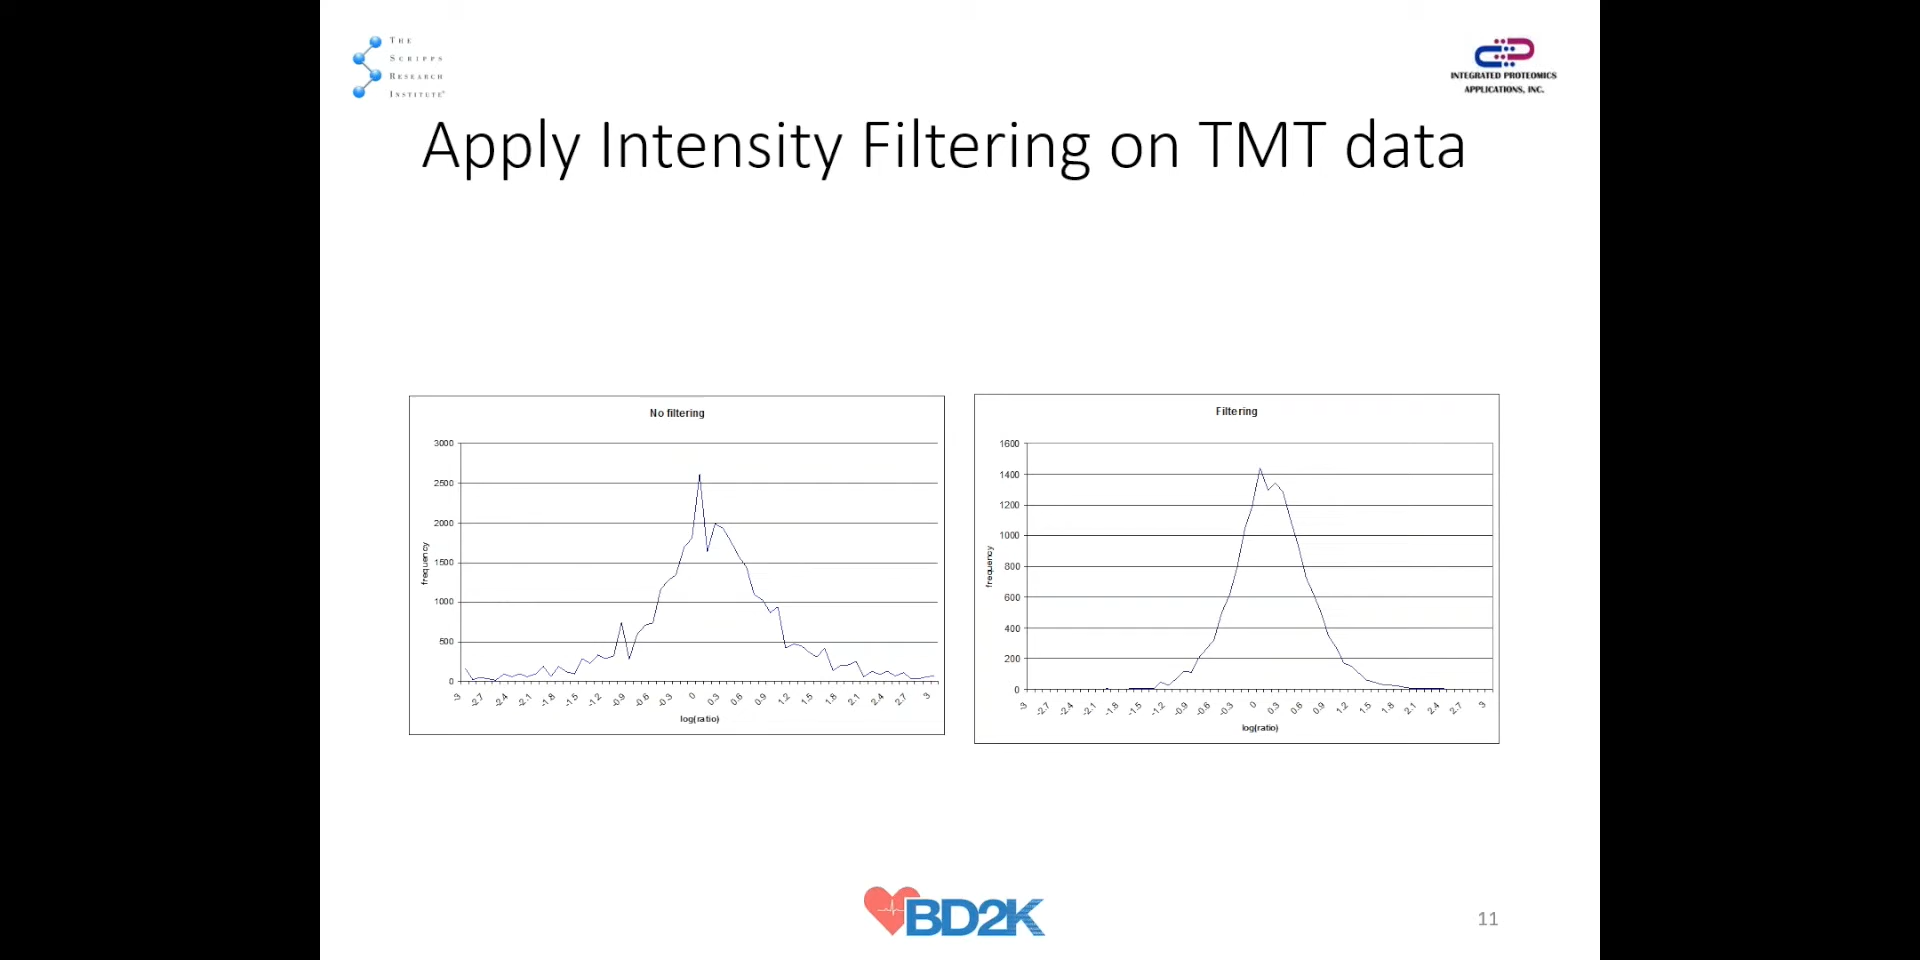 THE
SCRIPPS
RESEARCH
INSTITUTE®
INTEGRATED PROTEOMICS
APPLICATIONS, INC.
Apply Intensity Filtering on TMT data
No filtering
3000
2500
2000
1500
1000
500
0
frequency
-3 -2.7 -2.4 -2.1 -1.8 -1.5 -1.2 -0.9 -0.6 -0.3 0 0.3 0.6 0.9 1.2 1.5 1.8 2.1 2.4 2.7 3
log(ratio)
Filtering
1600
1400
1200
1000
800
600
400
200
0
frequency
-3 -2.7 -2.4 -2.1 -1.8 -1.5 -1.2 -0.9 -0.6 -0.3 0 0.3 0.6 0.9 1.2 1.5 1.8 2.1 2.4 2.7 3
log(ratio)
BD2K
11